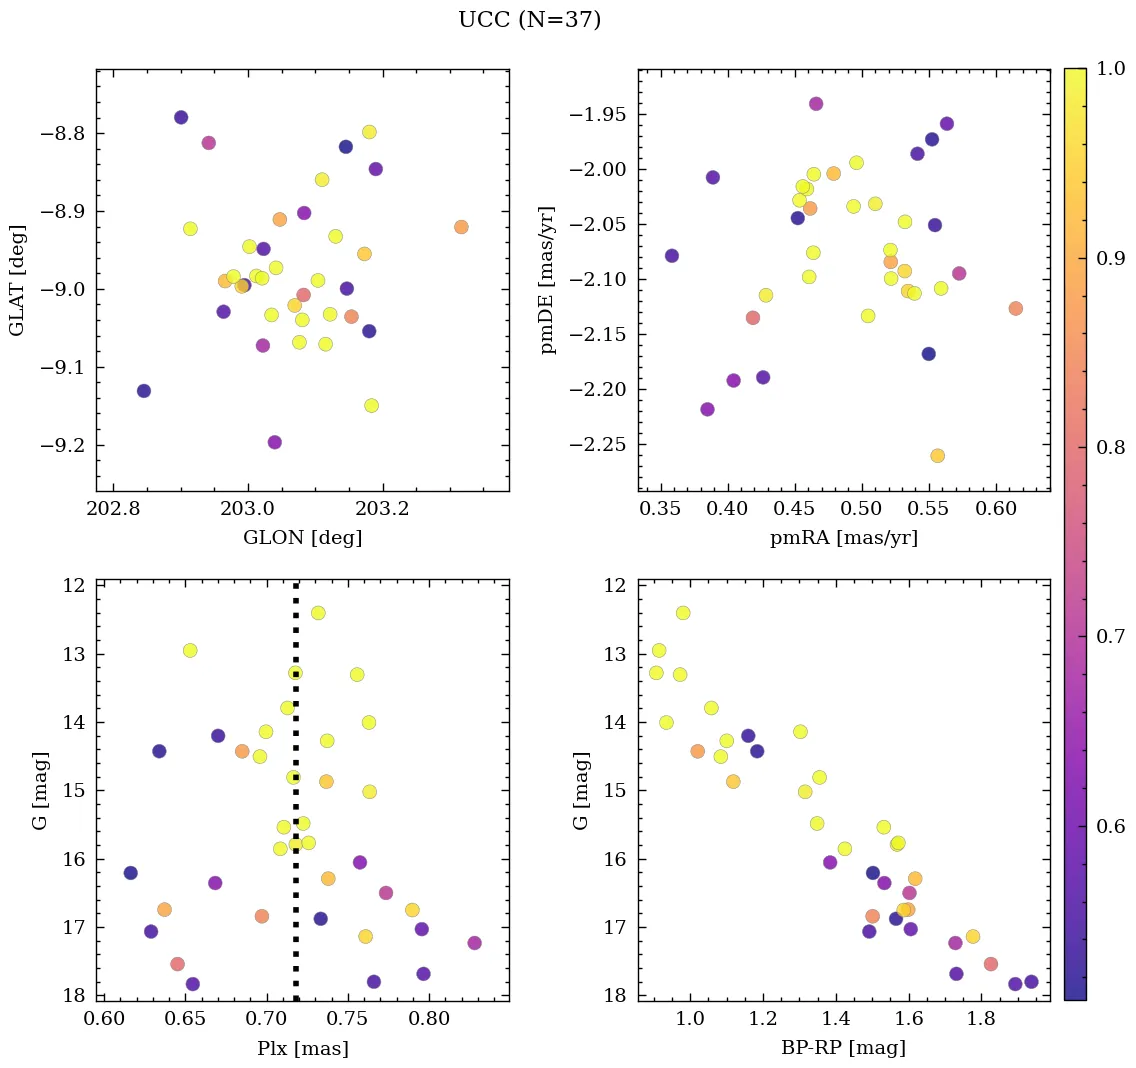 UCC (N=37)
−8.8
−8.9
−9.0
−9.1
−9.2
GLAT [deg]
202.8 203.0 203.2
GLON [deg]
−1.95
−2.00
−2.05
−2.10
−2.15
−2.20
−2.25
pmDE [mas/yr]
0.35 0.40 0.45 0.50 0.55 0.60
pmRA [mas/yr]
12
13
14
15
16
17
18
G [mag]
0.60 0.65 0.70 0.75 0.80
Plx [mas]
12
13
14
15
16
17
18
G [mag]
1.0 1.2 1.4 1.6 1.8
BP-RP [mag]
1.0
0.9
0.8
0.7
0.6